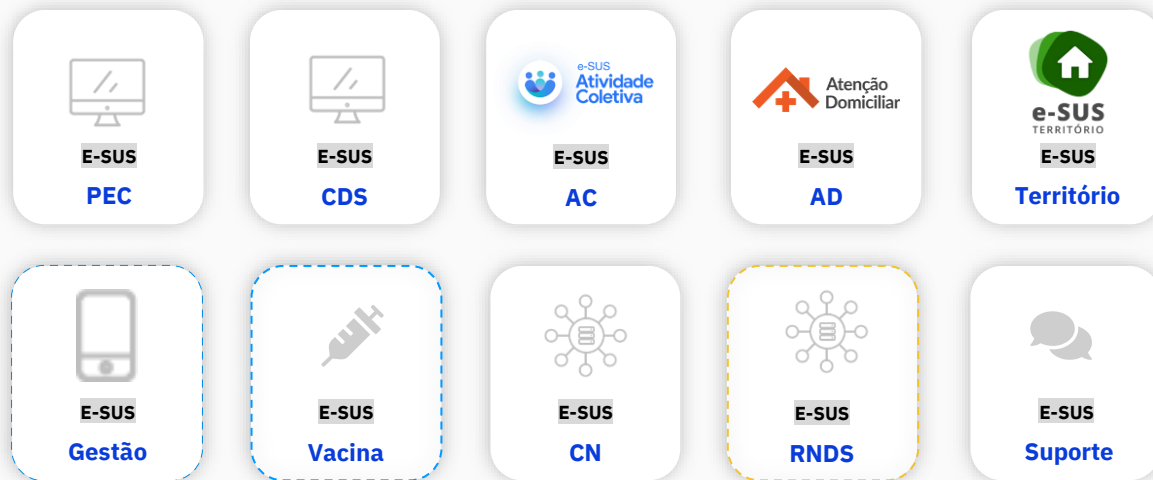 E-SUS
PEC
E-SUS
CDS
e-SUS
Atividade
Coletiva
E-SUS
AC
Atenção
Domiciliar
E-SUS
AD
e-SUS
TERRITÓRIO
E-SUS
Território
E-SUS
Gestão
E-SUS
Vacina
E-SUS
CN
E-SUS
RNDS
E-SUS
Suporte